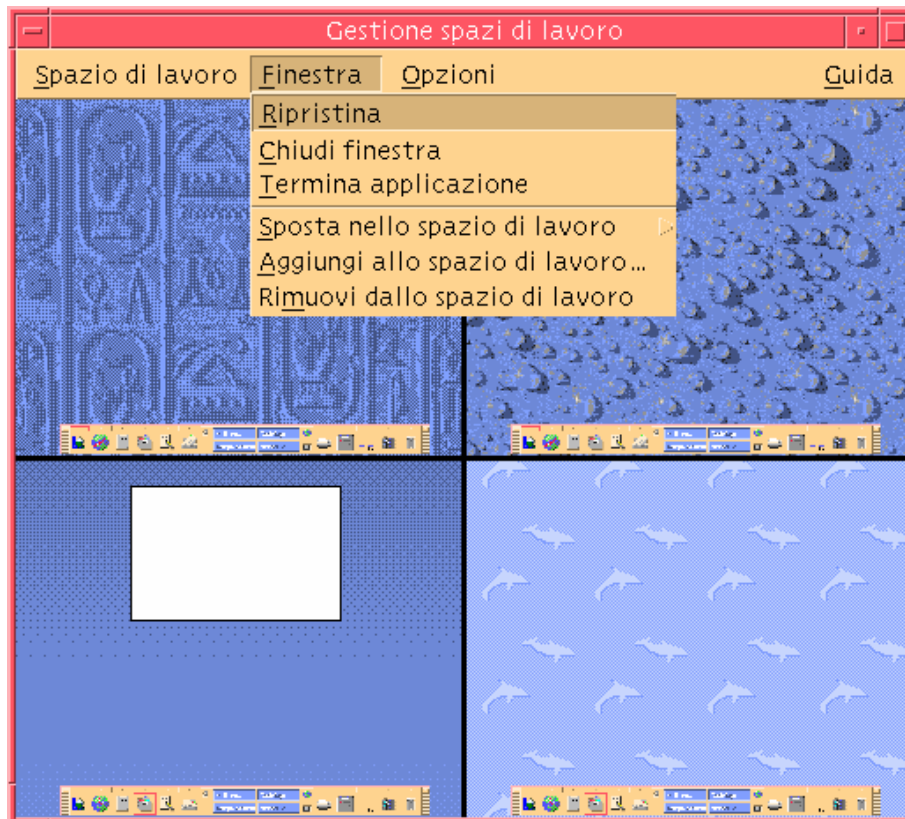 Gestione spazi di lavoro
Spazio di lavoro Finestra Opzioni Guida
Ripristina
Chiudi finestra
Termina applicazione
Sposta nello spazio di lavoro
Aggiungi allo spazio di lavoro...
Rimuovi dallo spazio di lavoro